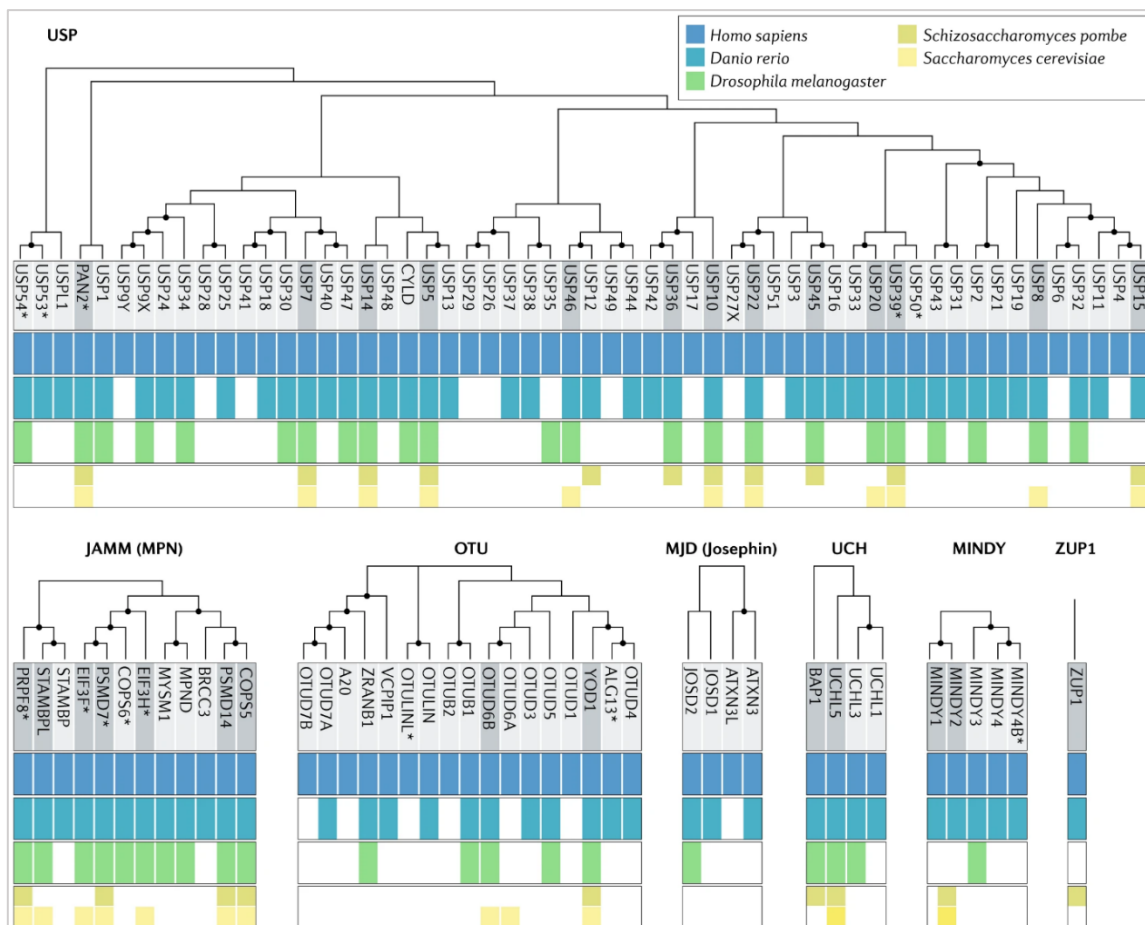 USP
Homo sapiens
Danio rerio
Drosophila melanogaster
Schizosaccharomyces pombe
Saccharomyces cerevisiae
USP54*
USP53*
USPL1
PAN2*
USP1
USP9Y
USP9X
USP24
USP34
USP28
USP25
USP41
USP18
USP30
USP7
USP40
USP47
USP14
USP48
CYLD
USP5
USP13
USP29
USP26
USP37
USP38
USP35
USP46
USP12
USP49
USP44
USP42
USP36
USP17
USP10
USP27X
USP22
USP51
USP3
USP45
USP16
USP33
USP20
USP39*
USP50*
USP43
USP31
USP2
USP21
USP19
USP8
USP6
USP32
USP11
USP4
USP15
JAMM (MPN)
OTU
MJD (Josephin)
UCH
MINDY
ZUP1
PRPF8*
STAMBPL
STAMBP
EIF3F*
PSMD7*
COPS6*
EIF3H*
MYSM1
MPND
BRCC3
PSMD14
COPS5
OTUD7B
OTUD7A
A20
ZRANB1
VCPIP1
OTULINL*
OTULIN
OTUB2
OTUB1
OTUD6B
OTUD6A
OTUD3
OTUD5
OTUD1
YOD1
ALG13*
OTUD4
JOSD2
JOSD1
ATXN3L
ATXN3
BAP1
UCHL5
UCHL3
UCHL1
MINDY1
MINDY2
MINDY3
MINDY4
MINDY4B*
ZUP1